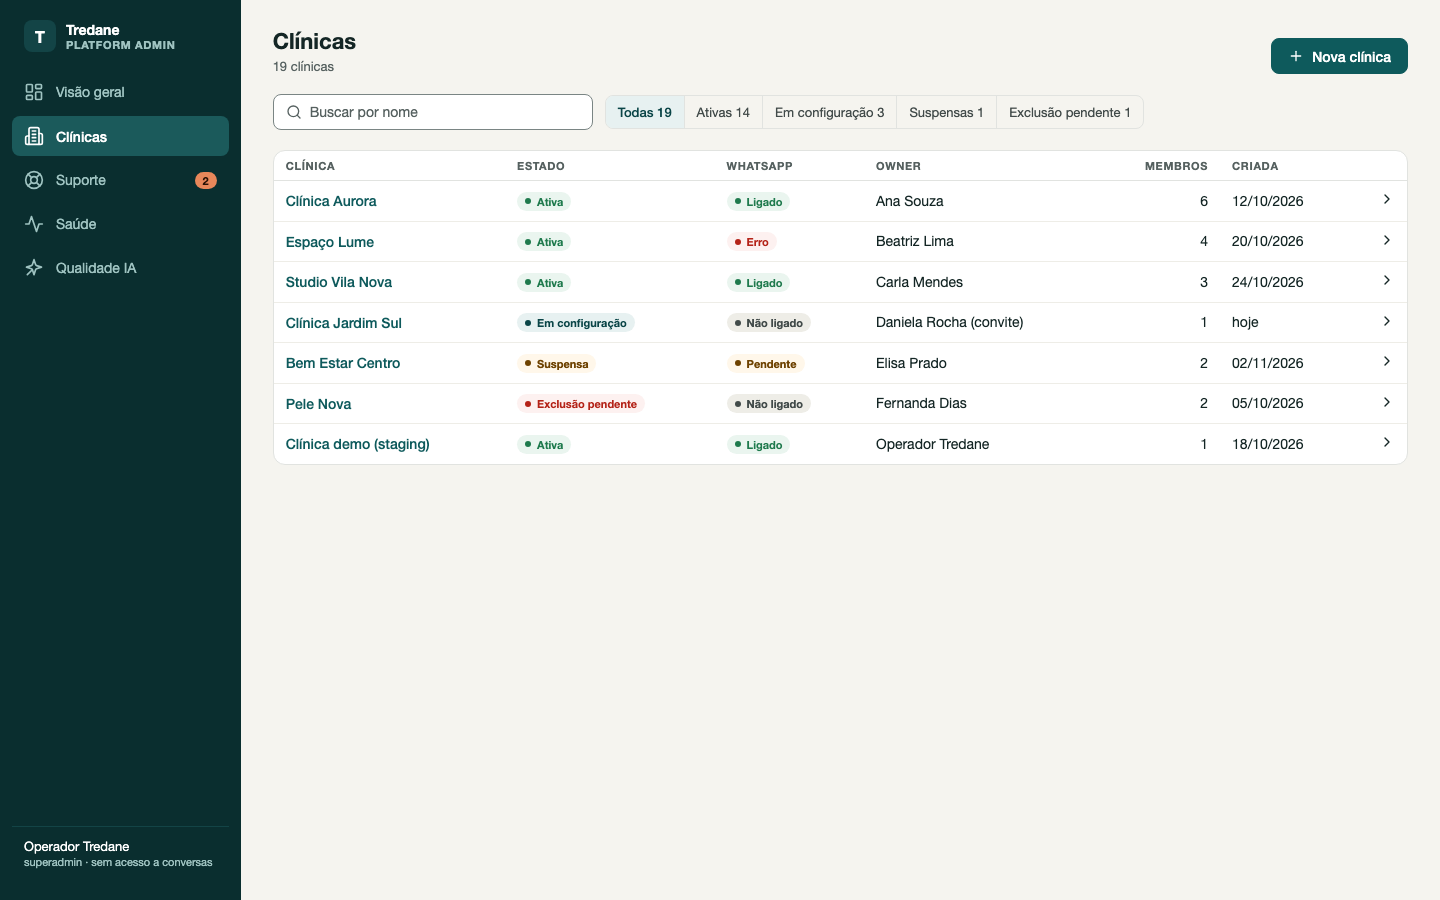 T
Tredane
PLATFORM ADMIN
Visão geral
Clínicas
Suporte 2
Saúde
Qualidade IA
Operador Tredane
superadmin · sem acesso a conversas
Clínicas
19 clínicas
+ Nova clínica
Buscar por nome
Todas 19 Ativas 14 Em configuração 3 Suspensas 1 Exclusão pendente 1
CLÍNICA ESTADO WHATSAPP OWNER MEMBROS CRIADA
Clínica Aurora Ativa Ligado Ana Souza 6 12/10/2026
Espaço Lume Ativa Erro Beatriz Lima 4 20/10/2026
Studio Vila Nova Ativa Ligado Carla Mendes 3 24/10/2026
Clínica Jardim Sul Em configuração Não ligado Daniela Rocha (convite) 1 hoje
Bem Estar Centro Suspensa Pendente Elisa Prado 2 02/11/2026
Pele Nova Exclusão pendente Não ligado Fernanda Dias 2 05/10/2026
Clínica demo (staging) Ativa Ligado Operador Tredane 1 18/10/2026